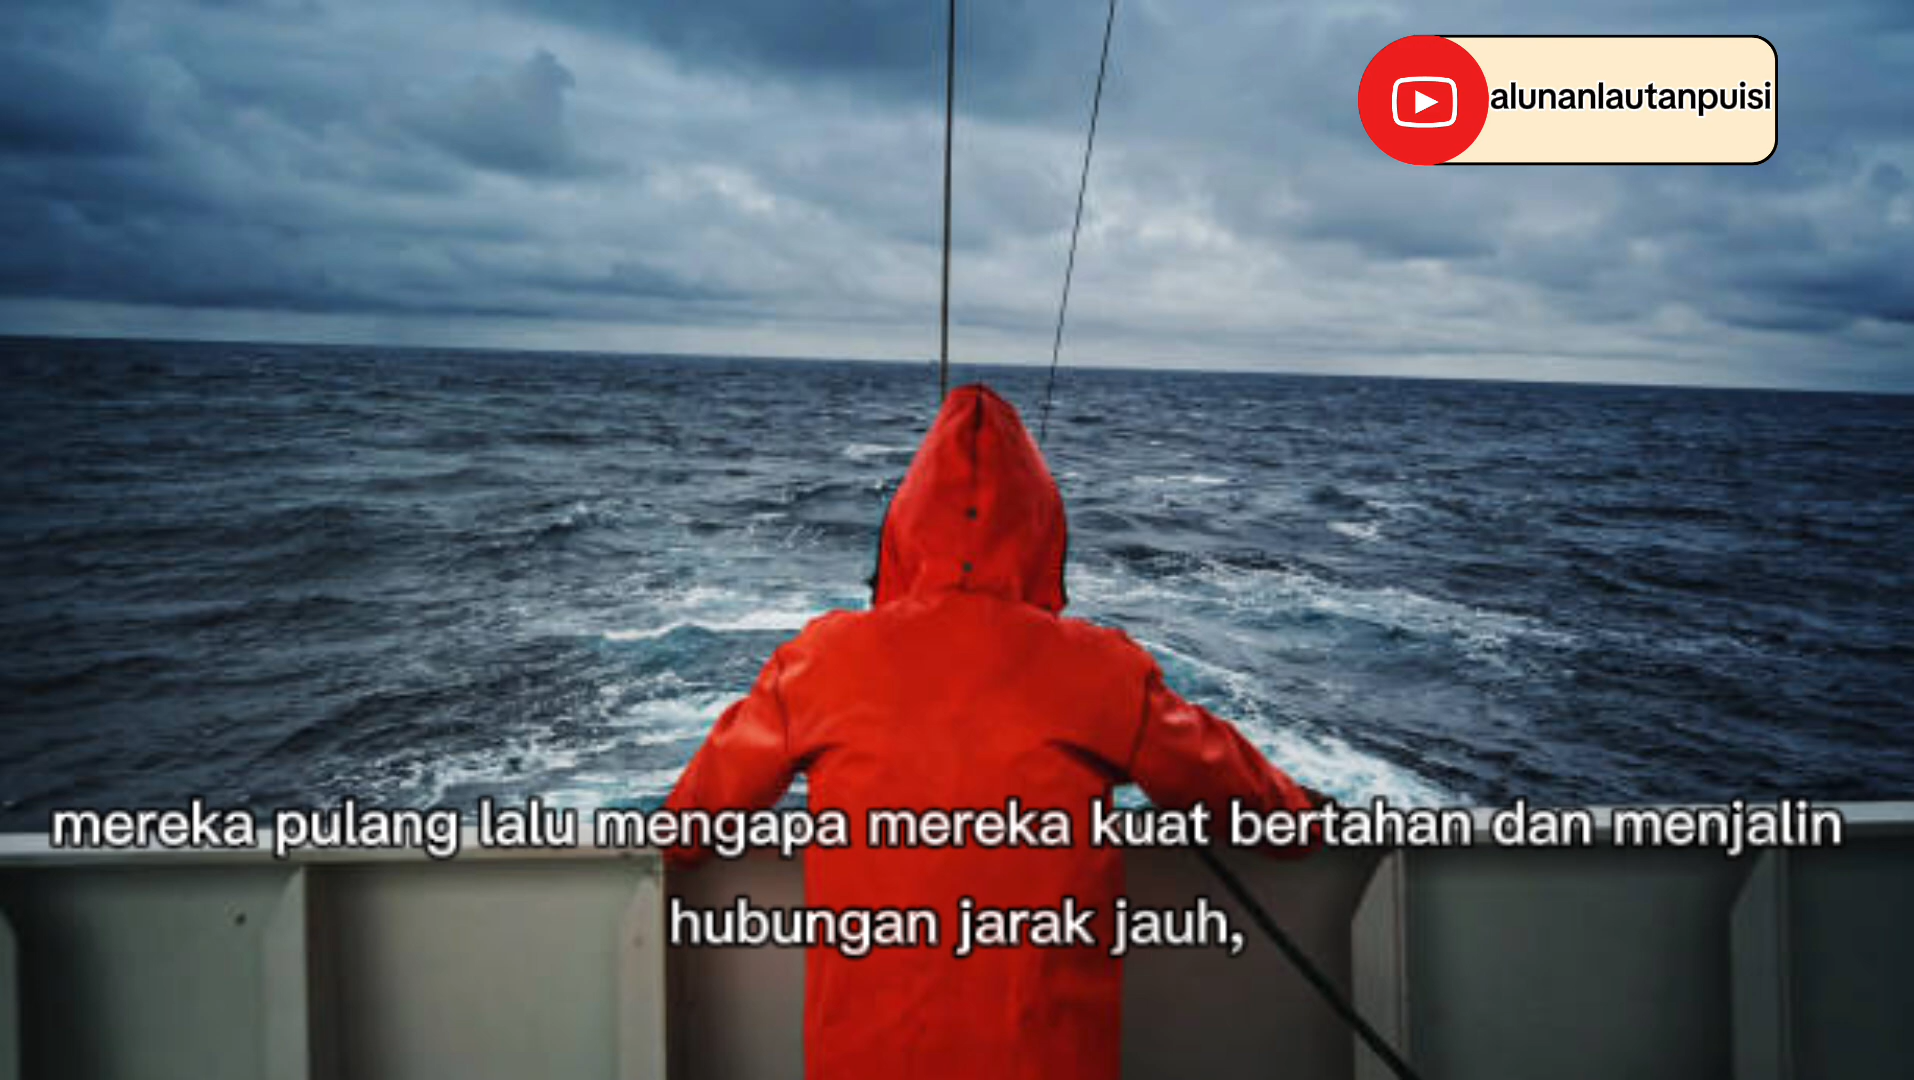 alunanlautanpuisi
mereka pulang lalu mengapa mereka kuat bertahan dan menjalin
hubungan jarak jauh,